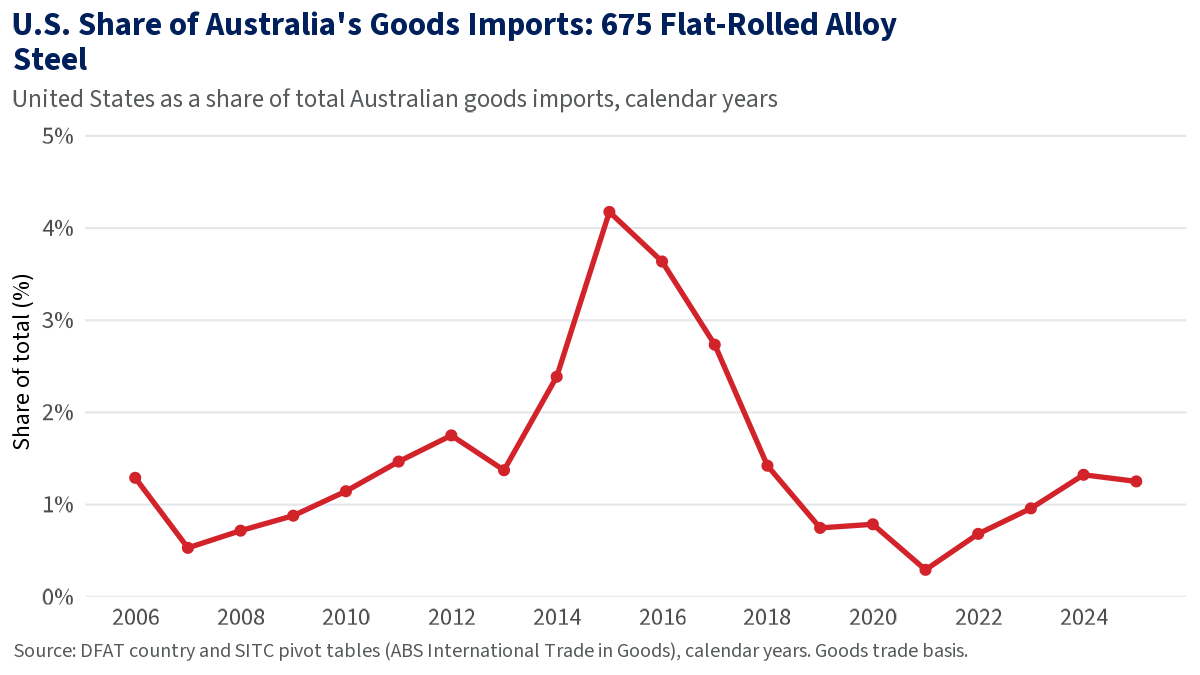 U.S. Share of Australia's Goods Imports: 675 Flat-Rolled Alloy
Steel
United States as a share of total Australian goods imports, calendar years
5%
4%
3%
2%
1%
0%
Share of total (%)
2006 2008 2010 2012 2014 2016 2018 2020 2022 2024
Source: DFAT country and SITC pivot tables (ABS International Trade in Goods), calendar years. Goods trade basis.